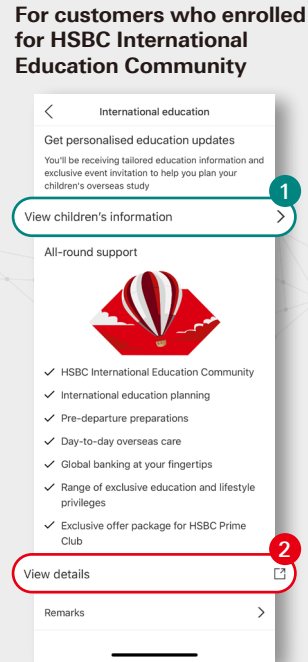 For customers who enrolled
for HSBC International
Education Community
International education
Get personalised education updates
You'll be receiving tailored education information and
exclusive event invitation to help you plan your
children's overseas study
1
View children's information
All-round support
HSBC International Education Community
International education planning
Pre-departure preparations
Day-to-day overseas care
Global banking at your fingertips
Range of exclusive education and lifestyle
privileges
Exclusive offer package for HSBC Prime
Club
2
View details
Remarks